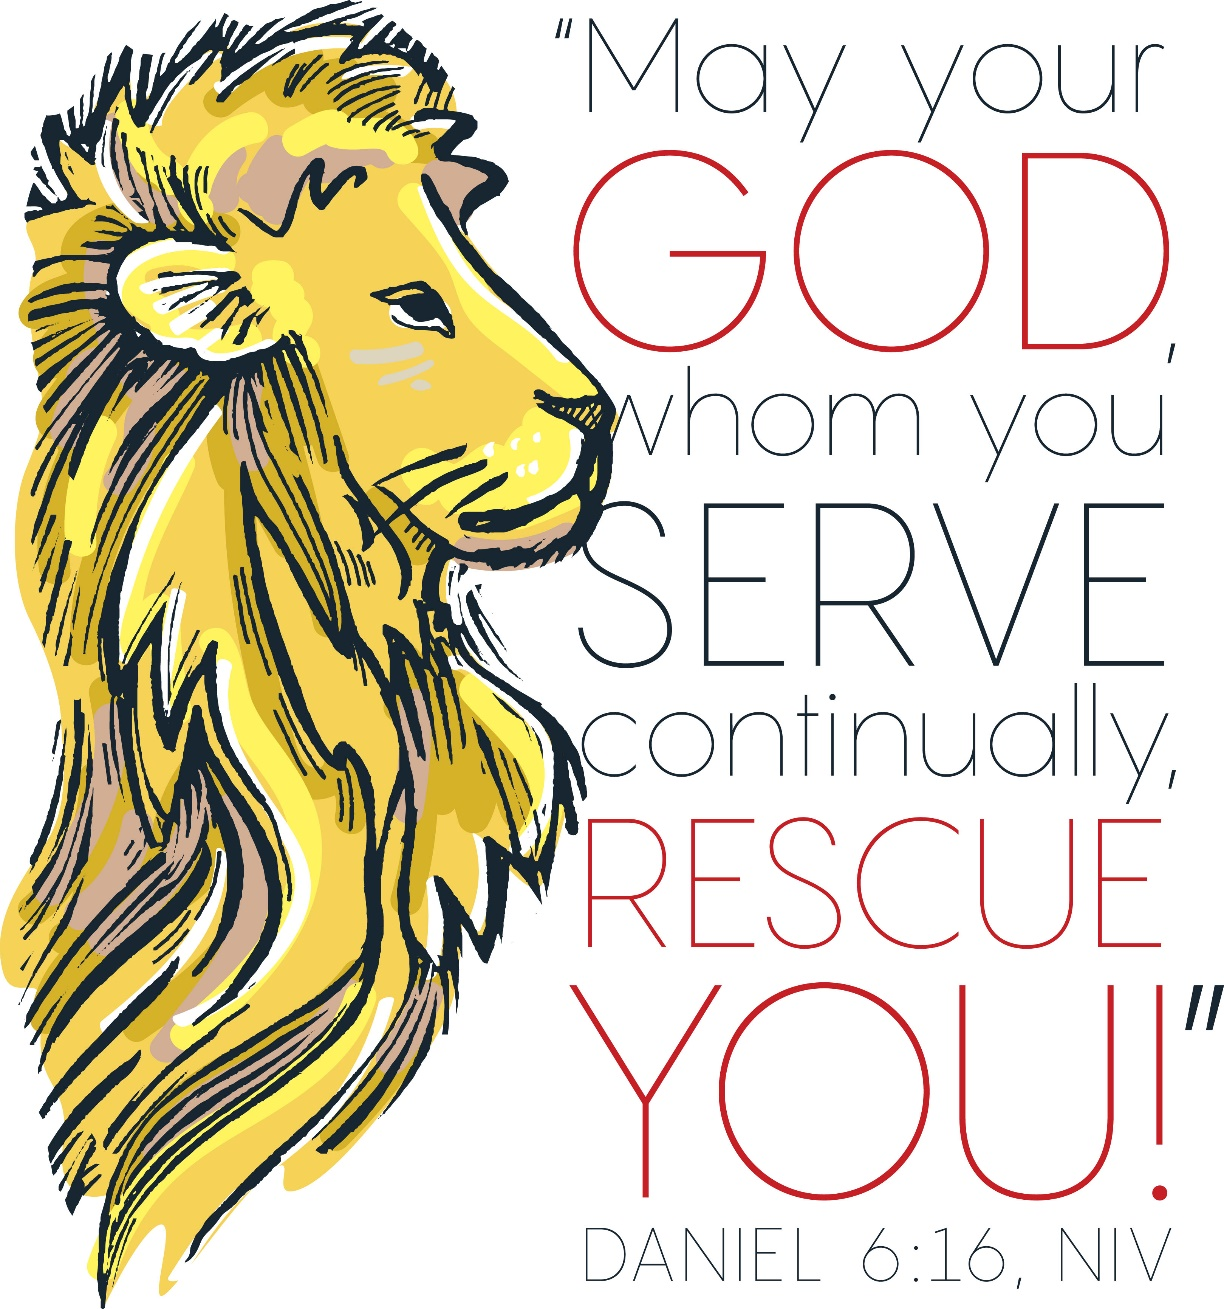 “May your
GOD,
whom you
SERVE
continually,
RESCUE
YOU!”
DANIEL 6:16, NIV